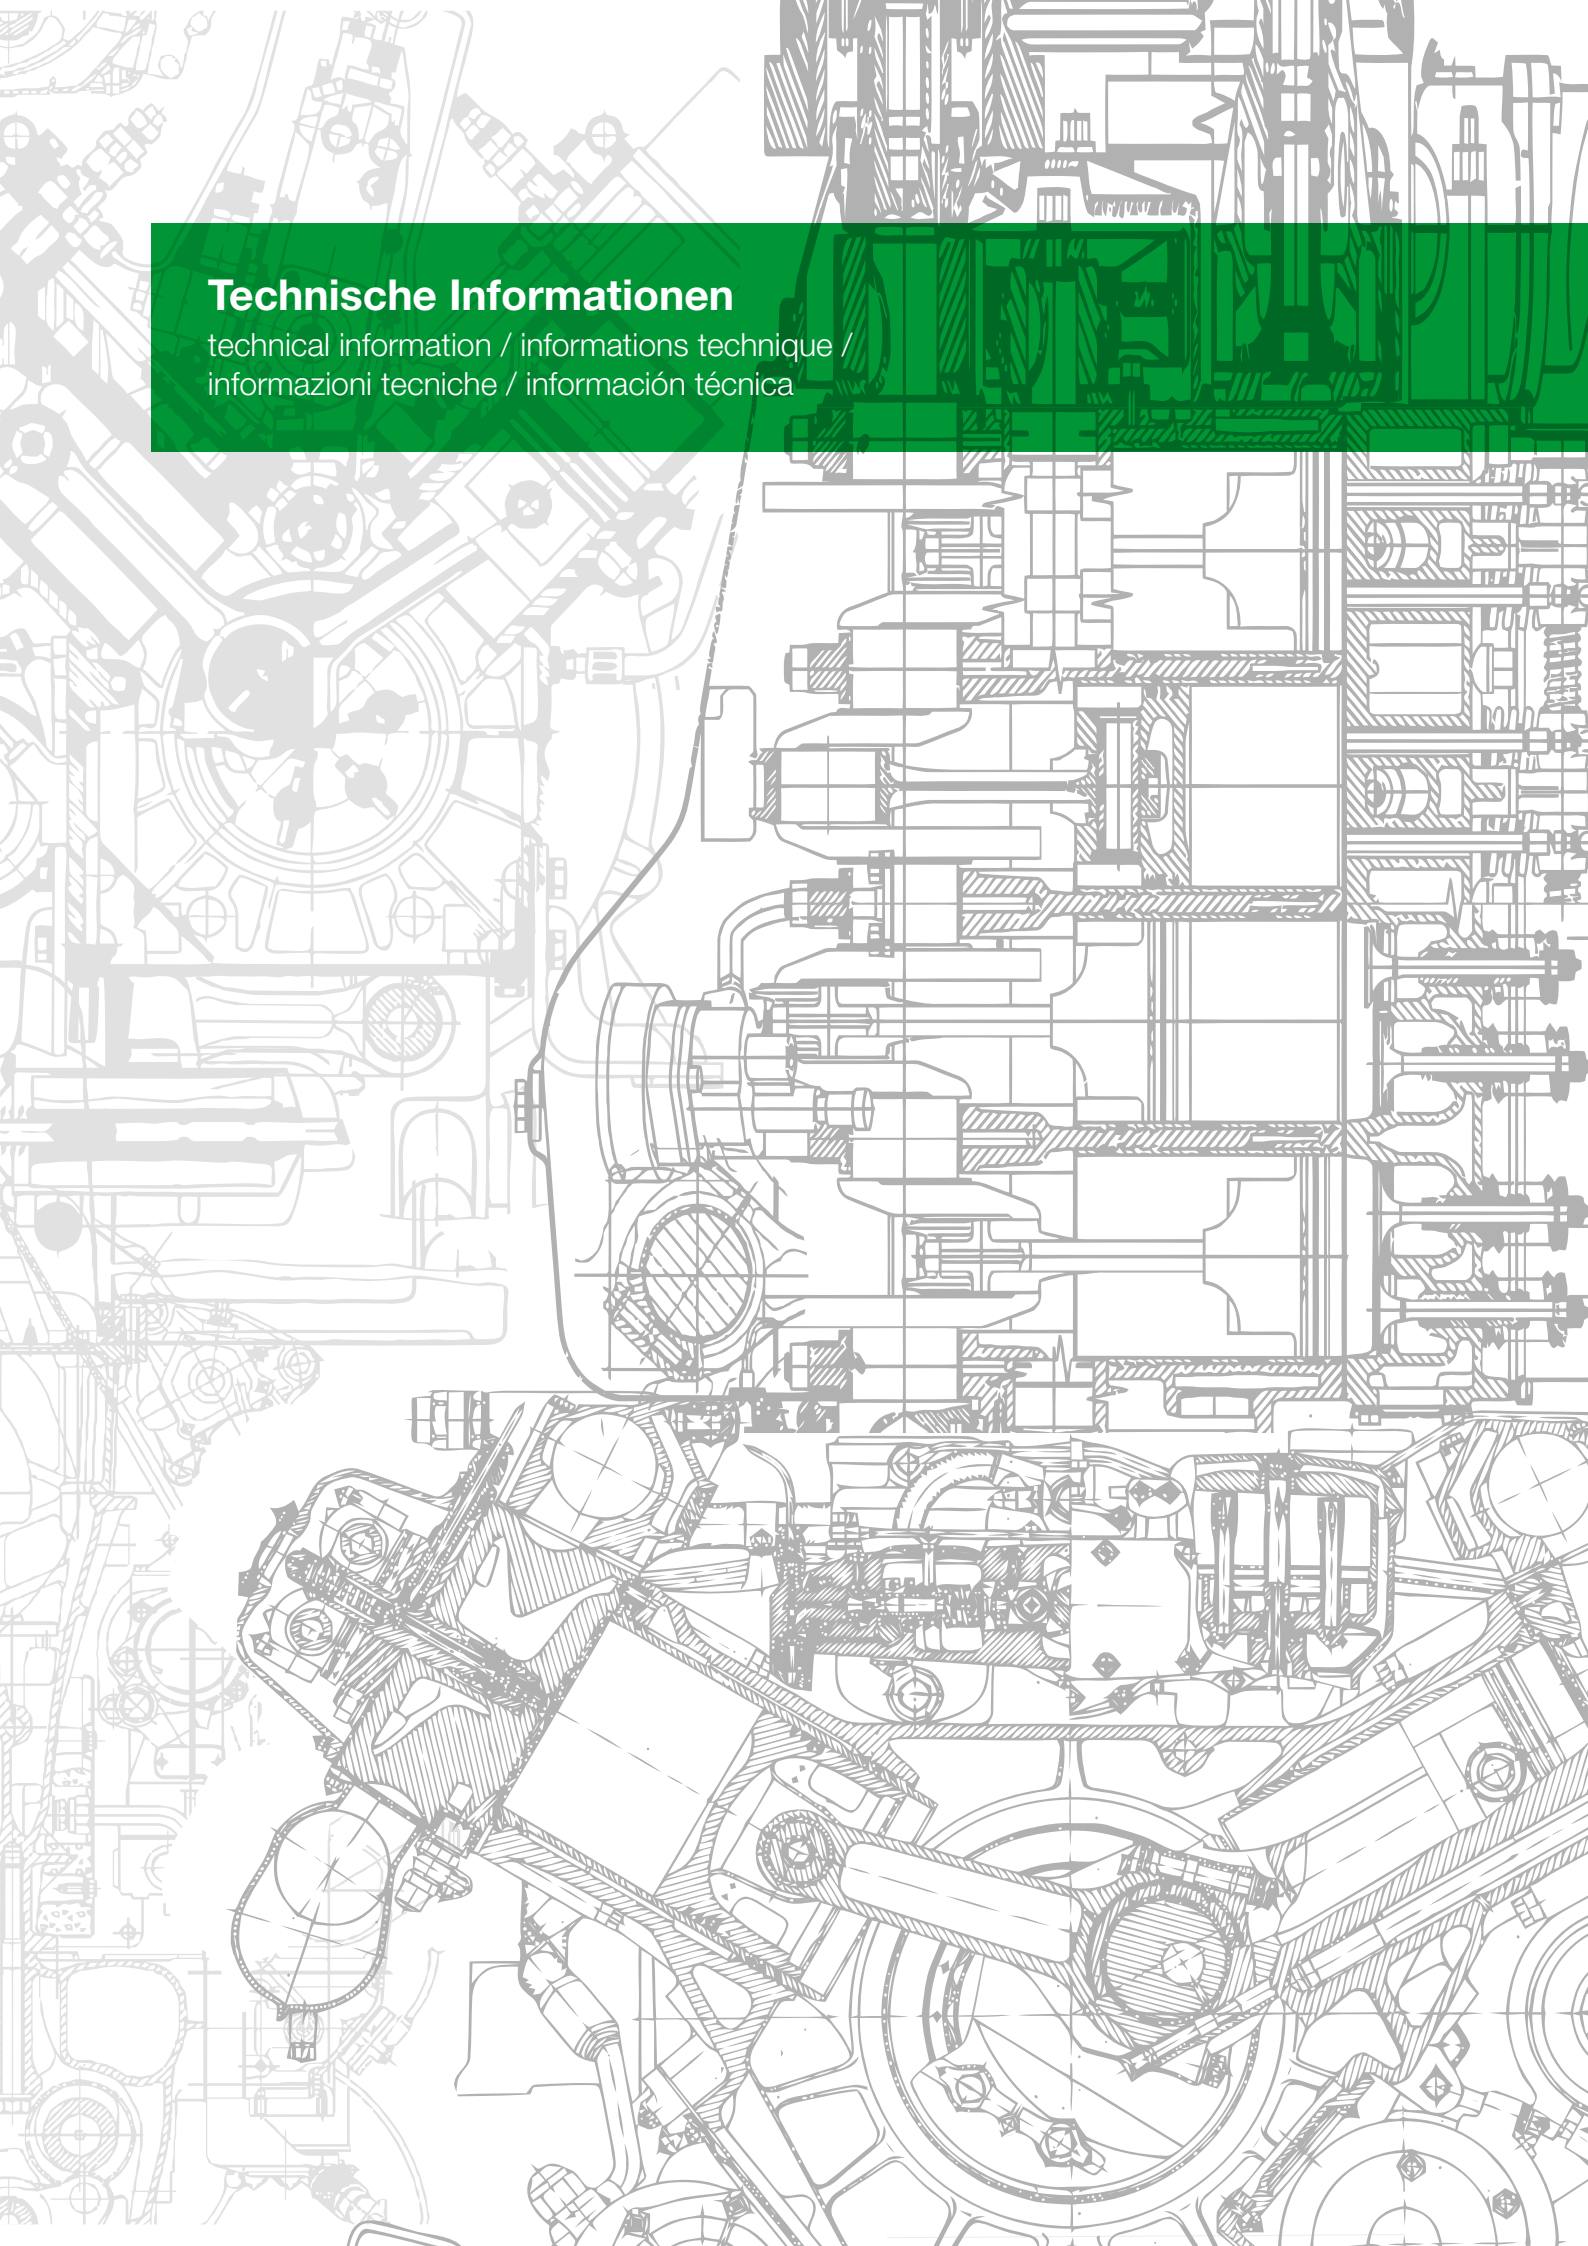 Technische Informationen
technical information / informations technique /
informazioni tecniche / información técnica